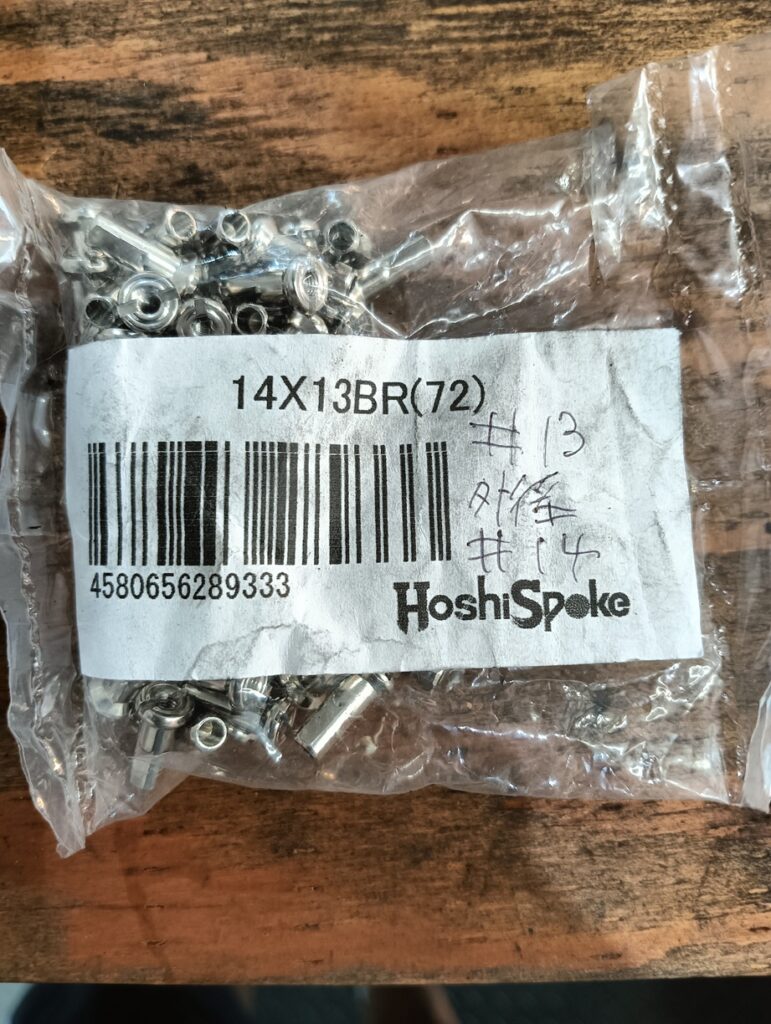 14X13BR(72)
#13
外径
#14
4580656289333
HoshiSpoke